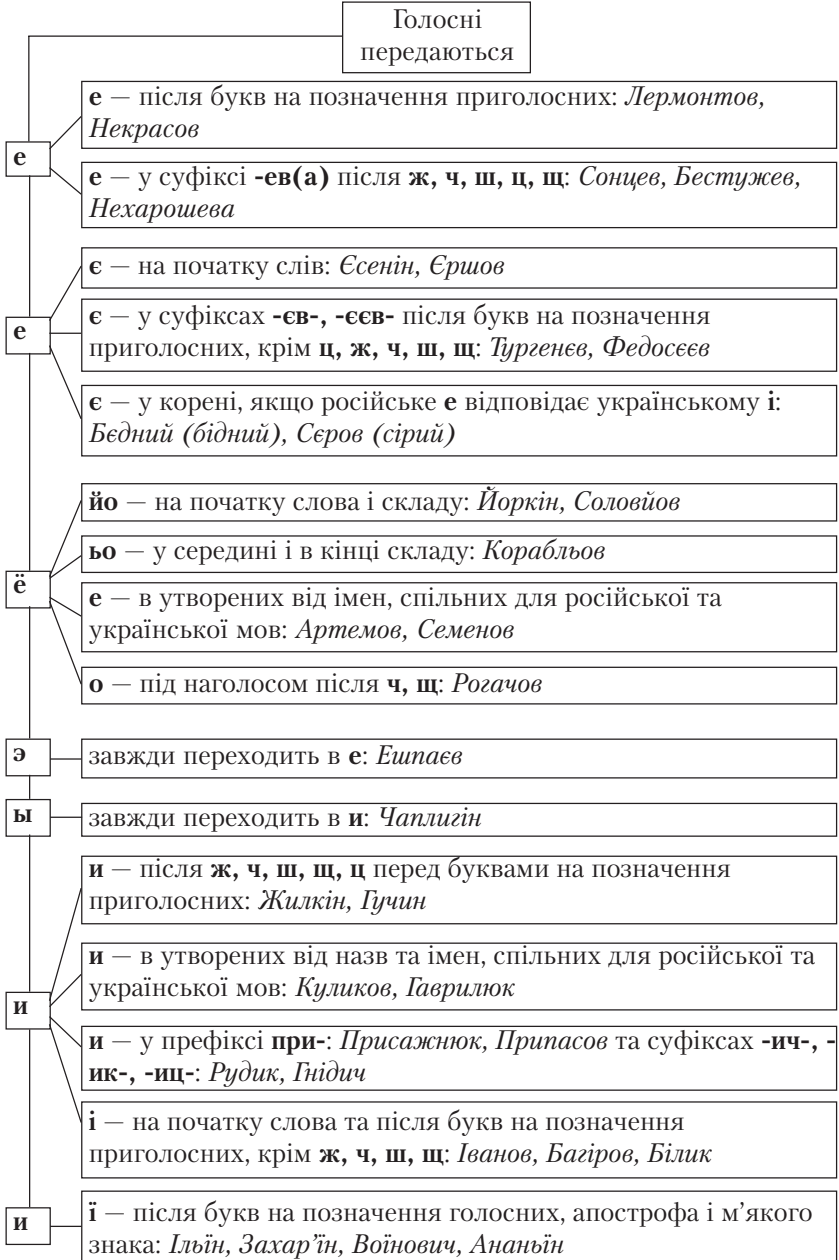 Голосні
передаються
е
е — після букв на позначення приголосних: Лермонтов,
Некрасов
е — у суфіксі -ев(а) після ж, ч, ш, ц, щ: Сонцев, Бестужев,
Нехарошева
е
є — на початку слів: Єсенін, Єршов
є — у суфіксах -єв-, -єєв- після букв на позначення
приголосних, крім ц, ж, ч, ш, щ: Тургенєв, Федосєєв
є — у корені, якщо російське е відповідає українському і:
Бєдний (бідний), Сєров (сірий)
ё
йо — на початку слова і складу: Йоркін, Соловйов
ьо — у середині і в кінці складу: Корабльов
е — в утворених від імен, спільних для російської та
української мов: Артемов, Семенов
о — під наголосом після ч, щ: Рогачов
э
завжди переходить в е: Ешпаєв
ы
завжди переходить в и: Чаплигін
и
и — після ж, ч, ш, щ, ц перед буквами на позначення
приголосних: Жилкін, Гучин
и — в утворених від назв та імен, спільних для російської та
української мов: Куликов, Гаврилюк
и — у префіксі при-: Присажнюк, Припасов та суфіксах -ич-, -
ик-, -иц-: Рудик, Гнідич
і — на початку слова та після букв на позначення
приголосних, крім ж, ч, ш, щ: Іванов, Багіров, Білик
и
ї — після букв на позначення голосних, апострофа і м’якого
знака: Ільїн, Захар’їн, Воїнович, Ананьїн